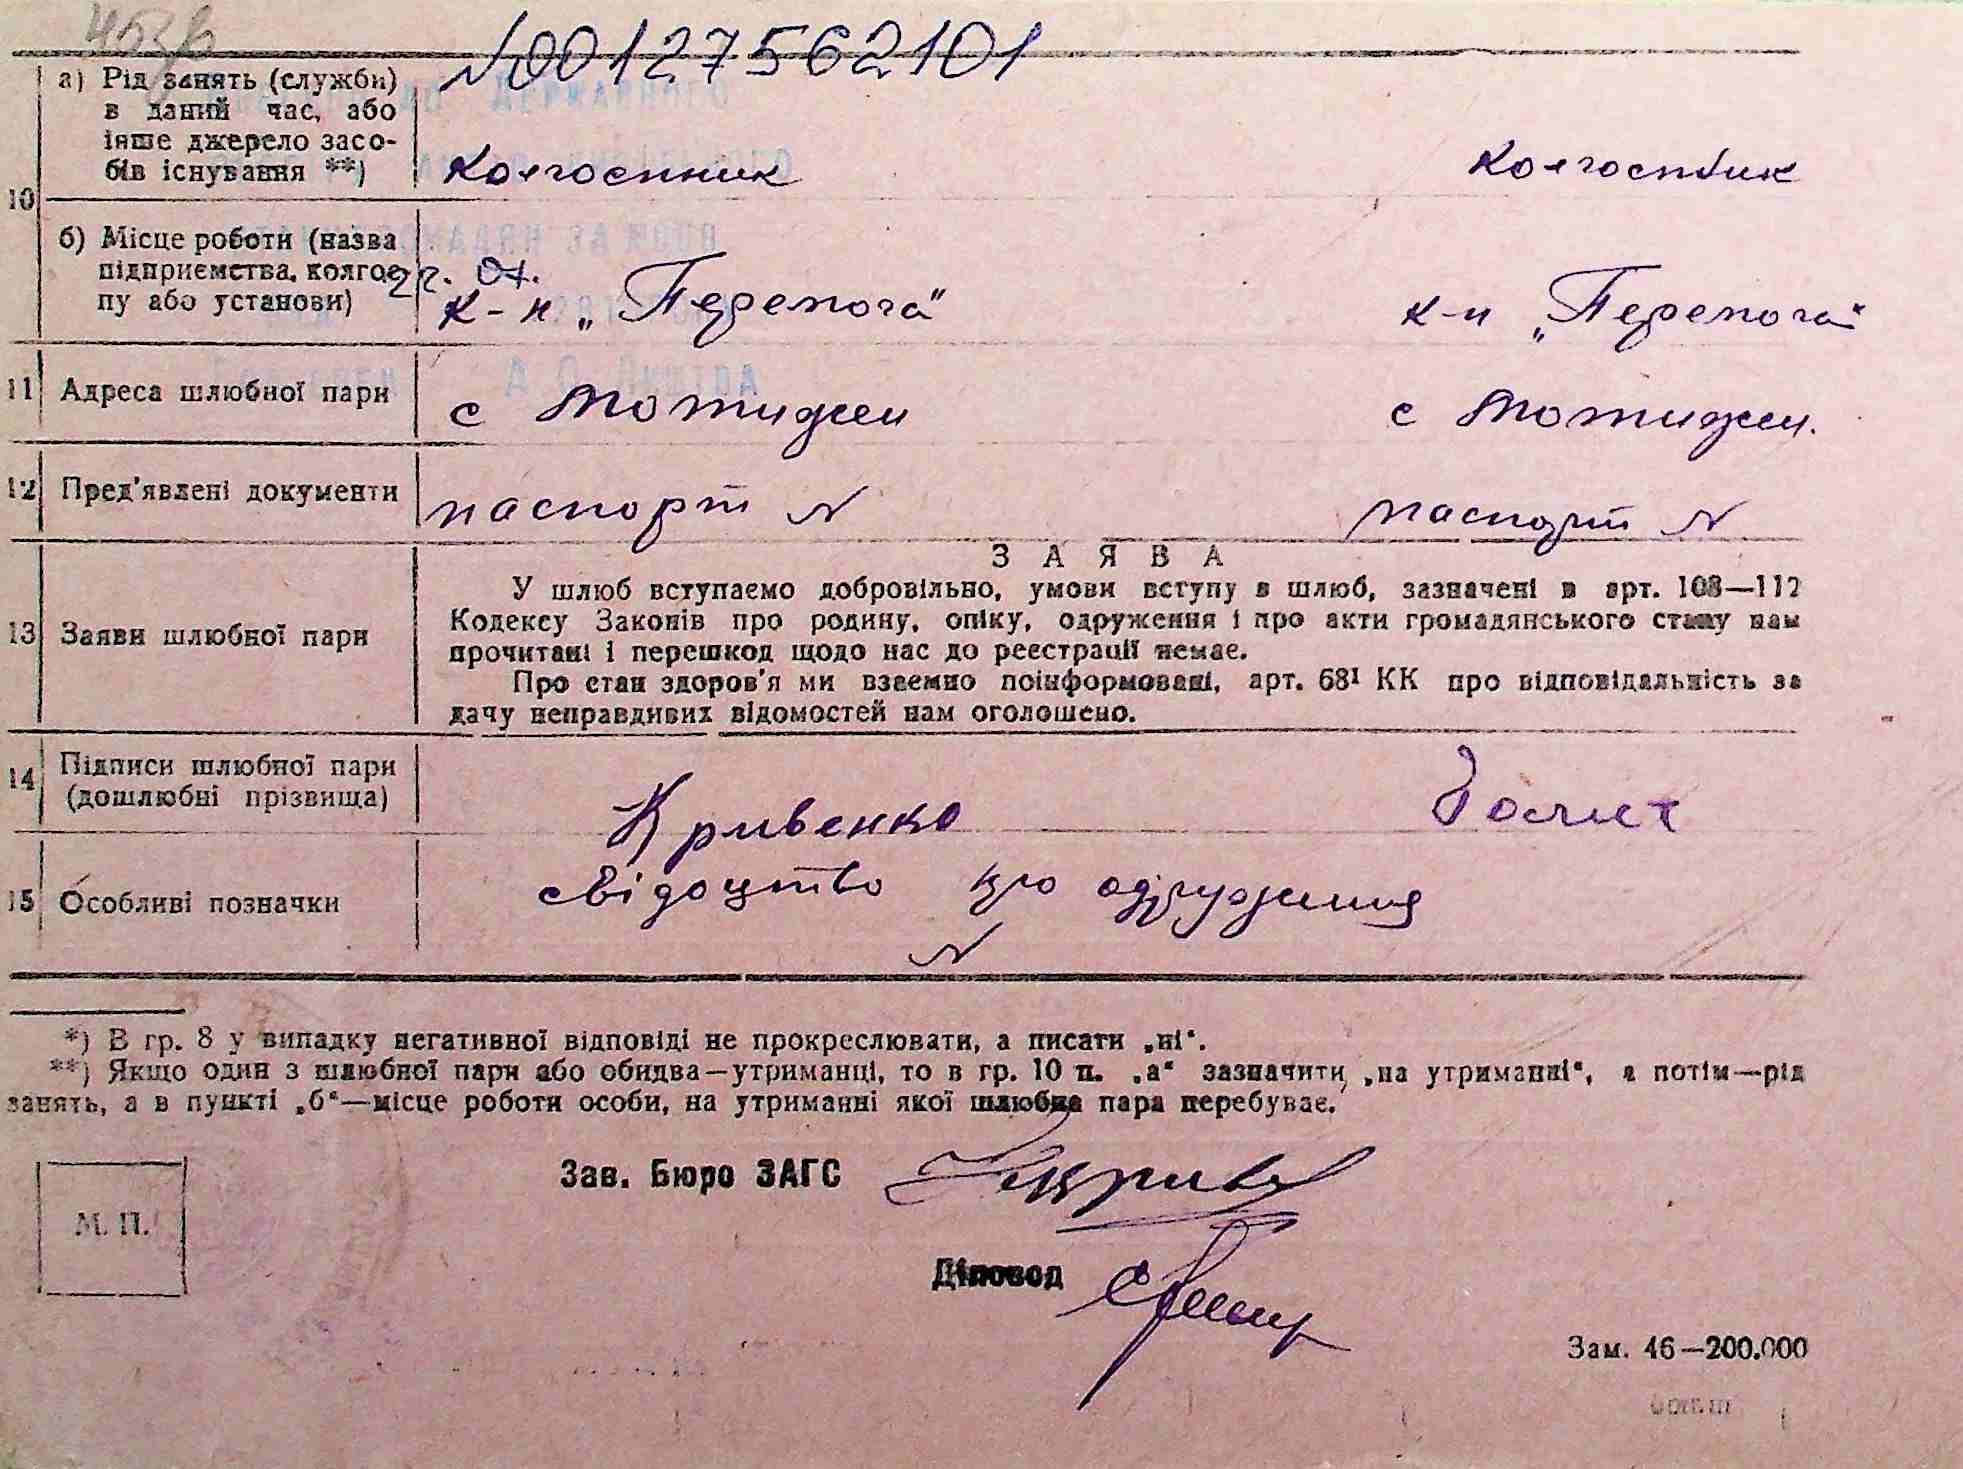 №00127562101
10
а) Рід занять (служби) в даний час, або інше джерело засобів існування **)
колгоспник
колгоспник
б) Місце роботи (назва підприємства, колгоспу або установи)
к-п „Перемога"
к-п „Перемога"
11 Адреса шлюбної пари
с Мотижин
с Мотижин.
12 Пред'явлені документи
паспорт №
паспорт №
13 Заяви шлюбної пари
ЗАЯВА
У шлюб вступаємо добровільно, умови вступу в шлюб, зазначені в арт. 108—112
Кодексу Законів про родину, опіку, одруження і про акти громадянського стану нам
прочитані і перешкод щодо нас до реєстрації немає.
Про стан здоров'я ми взаємно поінформовані, арт. 68¹ КК про відповідальність за
дачу неправдивих відомостей нам оголошено.
14 Підписи шлюбної пари (дошлюбні прізвища)
Кривенко
15 Особливі позначки
свідоцтво про одруження
№
*) В гр. 8 у випадку негативної відповіді не прокреслювати, а писати „ні".
**) Якщо один з шлюбної пари або обидва—утриманці, то в гр. 10 п. „а" зазначити „на утриманні", а потім—рід
занять, а в пункті „б"—місце роботи особи, на утриманні якої шлюбна пара перебуває.
Зав. Бюро ЗАГС
М. П.
Діловод
Зам. 46—200.000